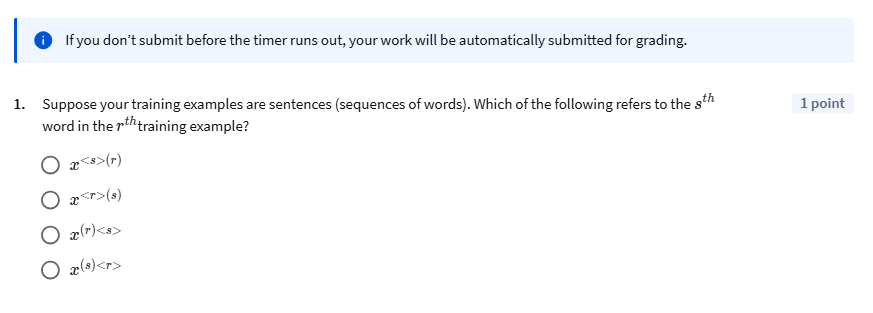 If you don't submit before the timer runs out, your work will be automatically submitted for grading.
1. Suppose your training examples are sentences (sequences of words). Which of the following refers to the $s^{th}$ 1 point
word in the $r^{th}$ training example?
$x^{<s>(r)}$
$x^{<r>(s)}$
$x^{(r)<s>}$
$x^{(s)<r>}$